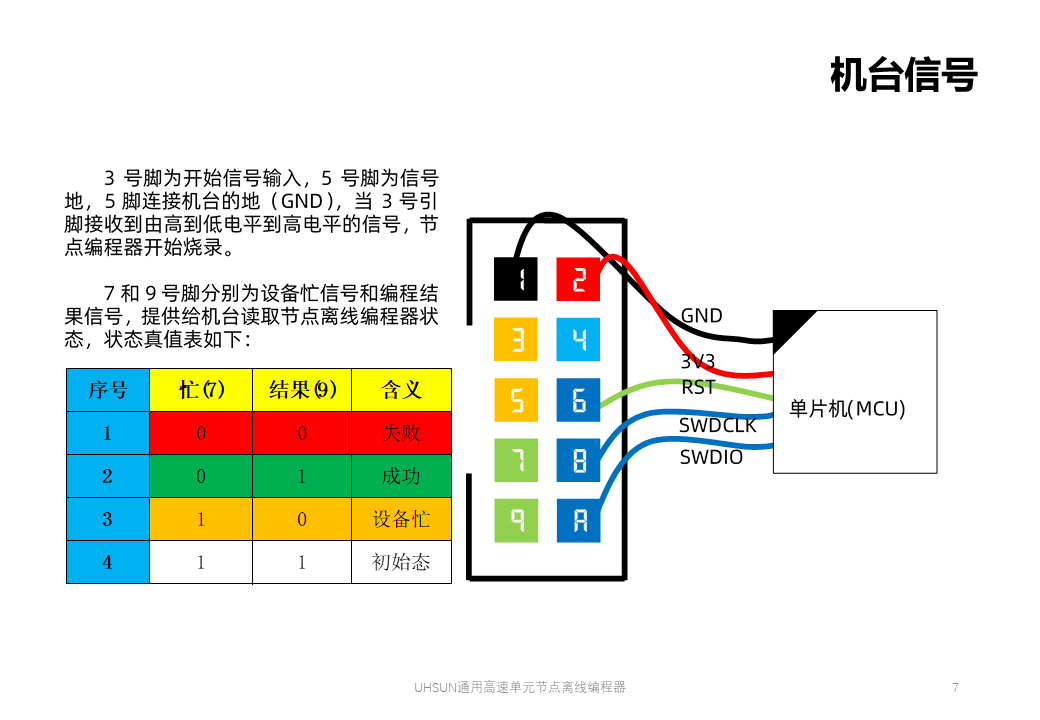 机台信号
3 号脚为开始信号输入，5 号脚为信号
地，5 脚连接机台的地（GND），当 3 号引
脚接收到由高到低电平到高电平的信号，节
点编程器开始烧录。
7 和 9 号脚分别为设备忙信号和编程结
果信号，提供给机台读取节点离线编程器状
态，状态真值表如下：
序号 忙(7) 结果(9) 含义
1 0 0 失败
2 0 1 成功
3 1 0 设备忙
4 1 1 初始态
1 2
3 4
5 6
7 8
9 A
GND
3V3
RST
SWDCLK
SWDIO
单片机(MCU)
UHSUN通用高速单元节点离线编程器 7